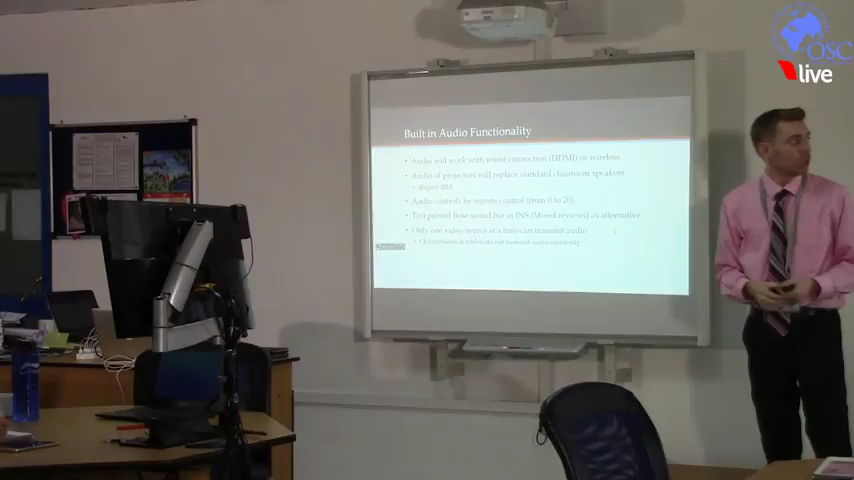 OSC
live
Built in Audio Functionality
• Audio will work with wired connection (HDMI) or wireless
• Audio of projectors will replace standard classroom speakers
• August 2018
• Audio controls by remote control (from 0 to 20).
• Test piloted Bose sound bar in INS (Mixed reviews) as alternative
• Only one video source at a time can transmit audio
• Chromebooks & tablets do not transmit audio wirelessly